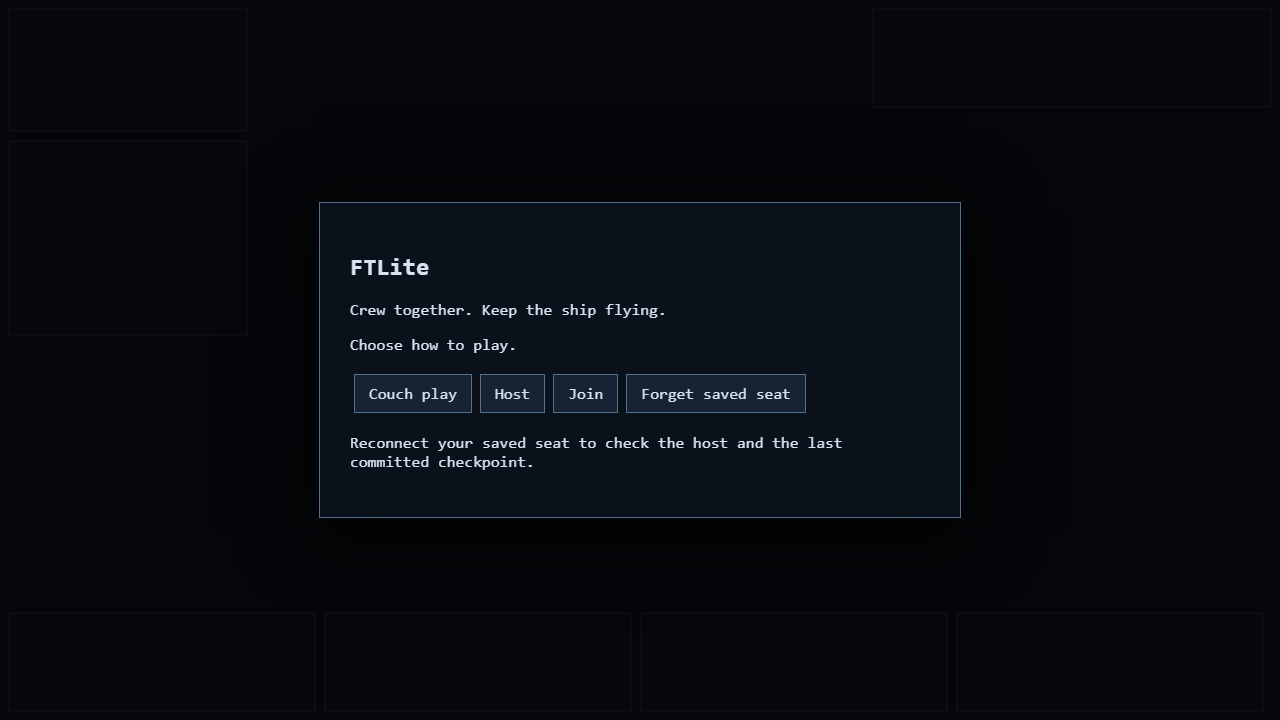 FTLite
Crew together. Keep the ship flying.
Choose how to play.
Couch play Host Join Forget saved seat
Reconnect your saved seat to check the host and the last
committed checkpoint.